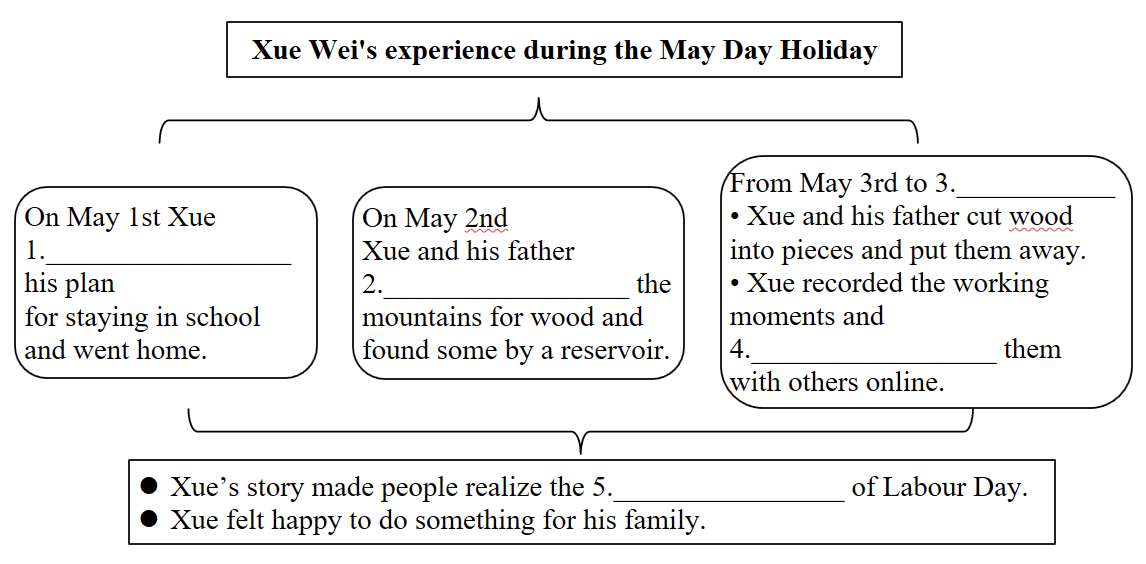 Xue Wei's experience during the May Day Holiday
On May 1st Xue
1.__________________
his plan
for staying in school
and went home.
On May 2nd
Xue and his father
2.__________________ the
mountains for wood and
found some by a reservoir.
From May 3rd to 3.____________
• Xue and his father cut wood
into pieces and put them away.
• Xue recorded the working
moments and
4.__________________ them
with others online.
● Xue’s story made people realize the 5._________________ of Labour Day.
● Xue felt happy to do something for his family.